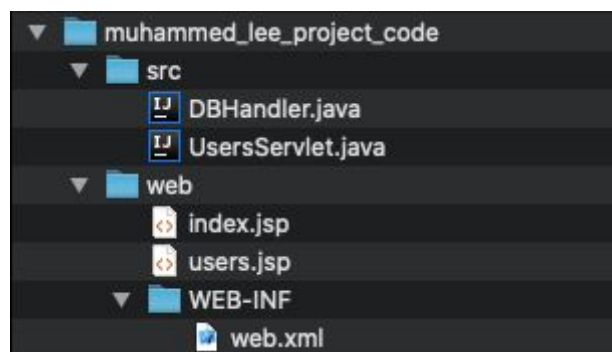 muhammed_lee_project_code
src
DBHandler.java
UsersServlet.java
web
index.jsp
users.jsp
WEB-INF
web.xml